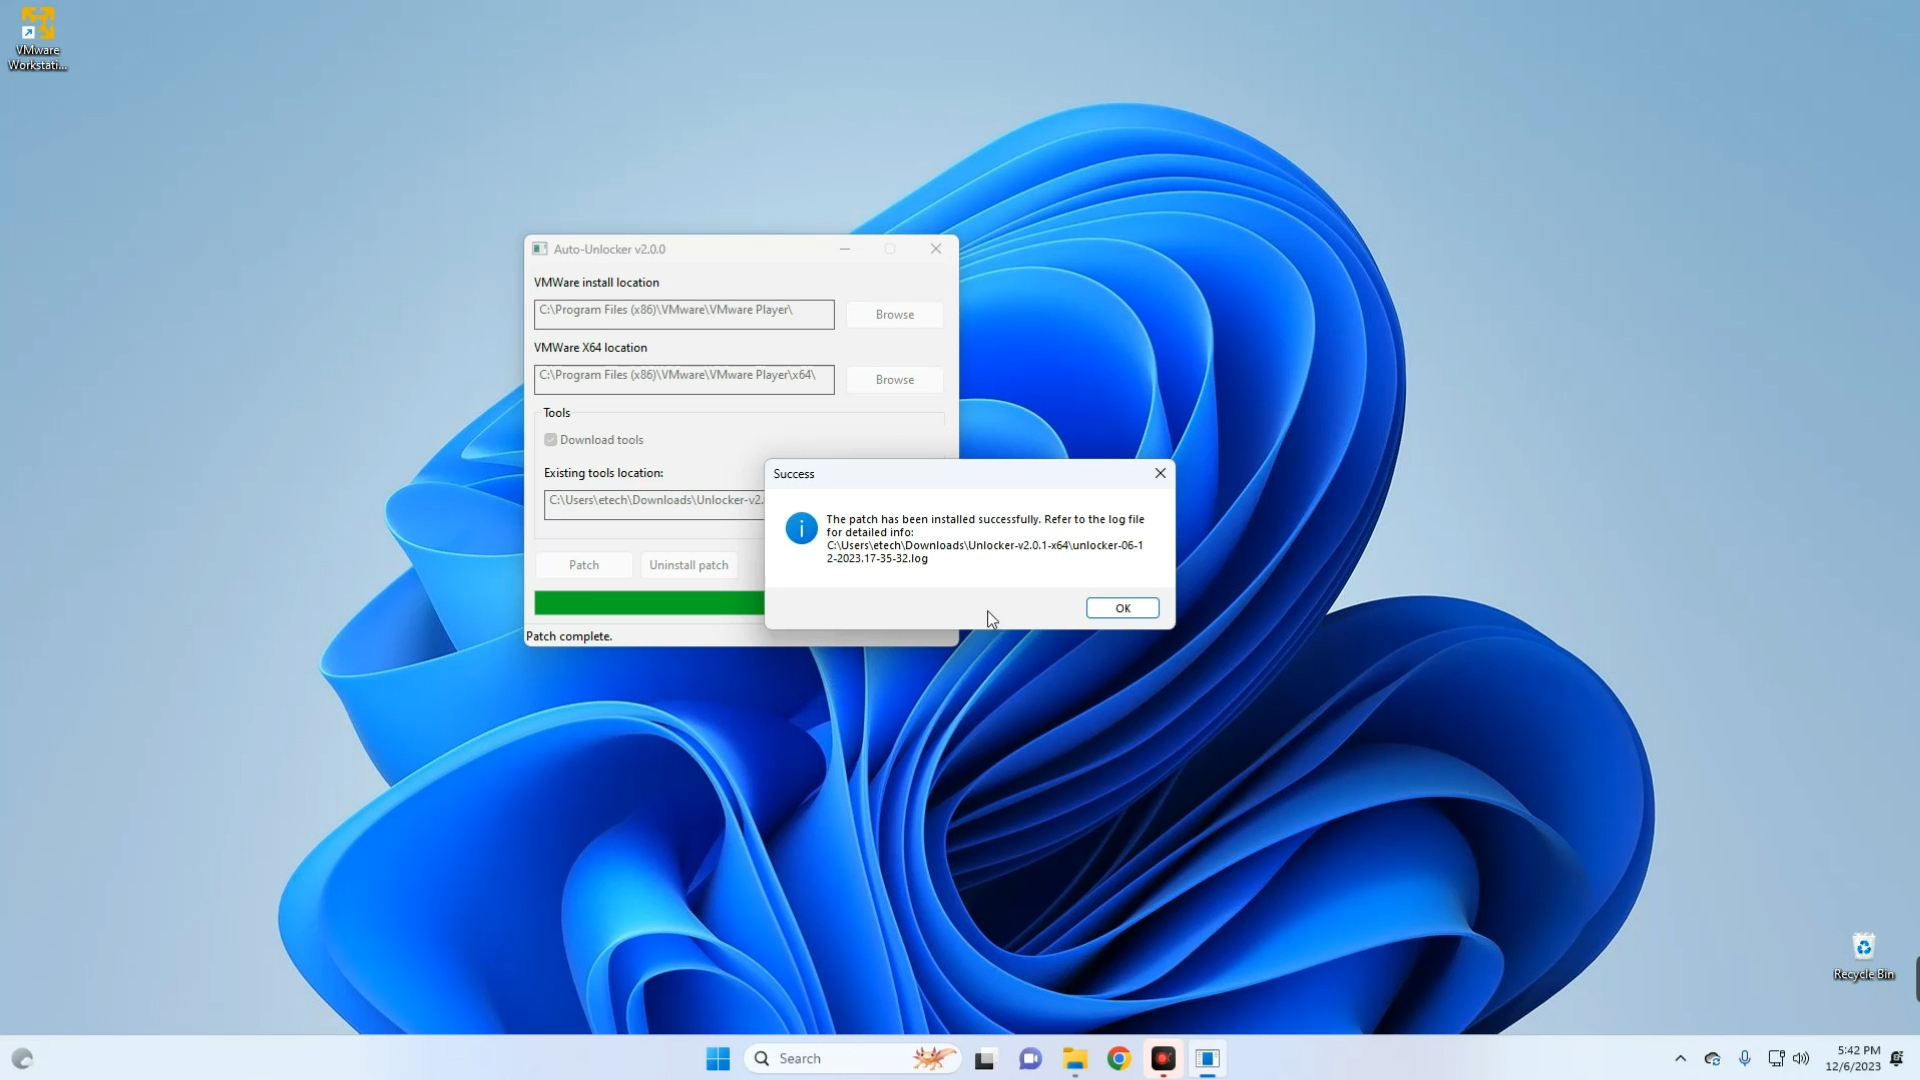 VMware
Workstati...
Auto-Unlocker v2.0.0
VMWare install location
C:\Program Files (x86)\VMware\VMware Player\
Browse
VMWare X64 location
C:\Program Files (x86)\VMware\VMware Player\x64\
Browse
Tools
Download tools
Existing tools location:
C:\Users\etech\Downloads\Unlocker-v2.
Patch
Uninstall patch
Patch complete.
Success
The patch has been installed successfully. Refer to the log file
for detailed info:
C:\Users\etech\Downloads\Unlocker-v2.0.1-x64\unlocker-06-1
2-2023.17-35-32.log
OK
Recycle Bin
Search
5:42 PM
12/6/2023